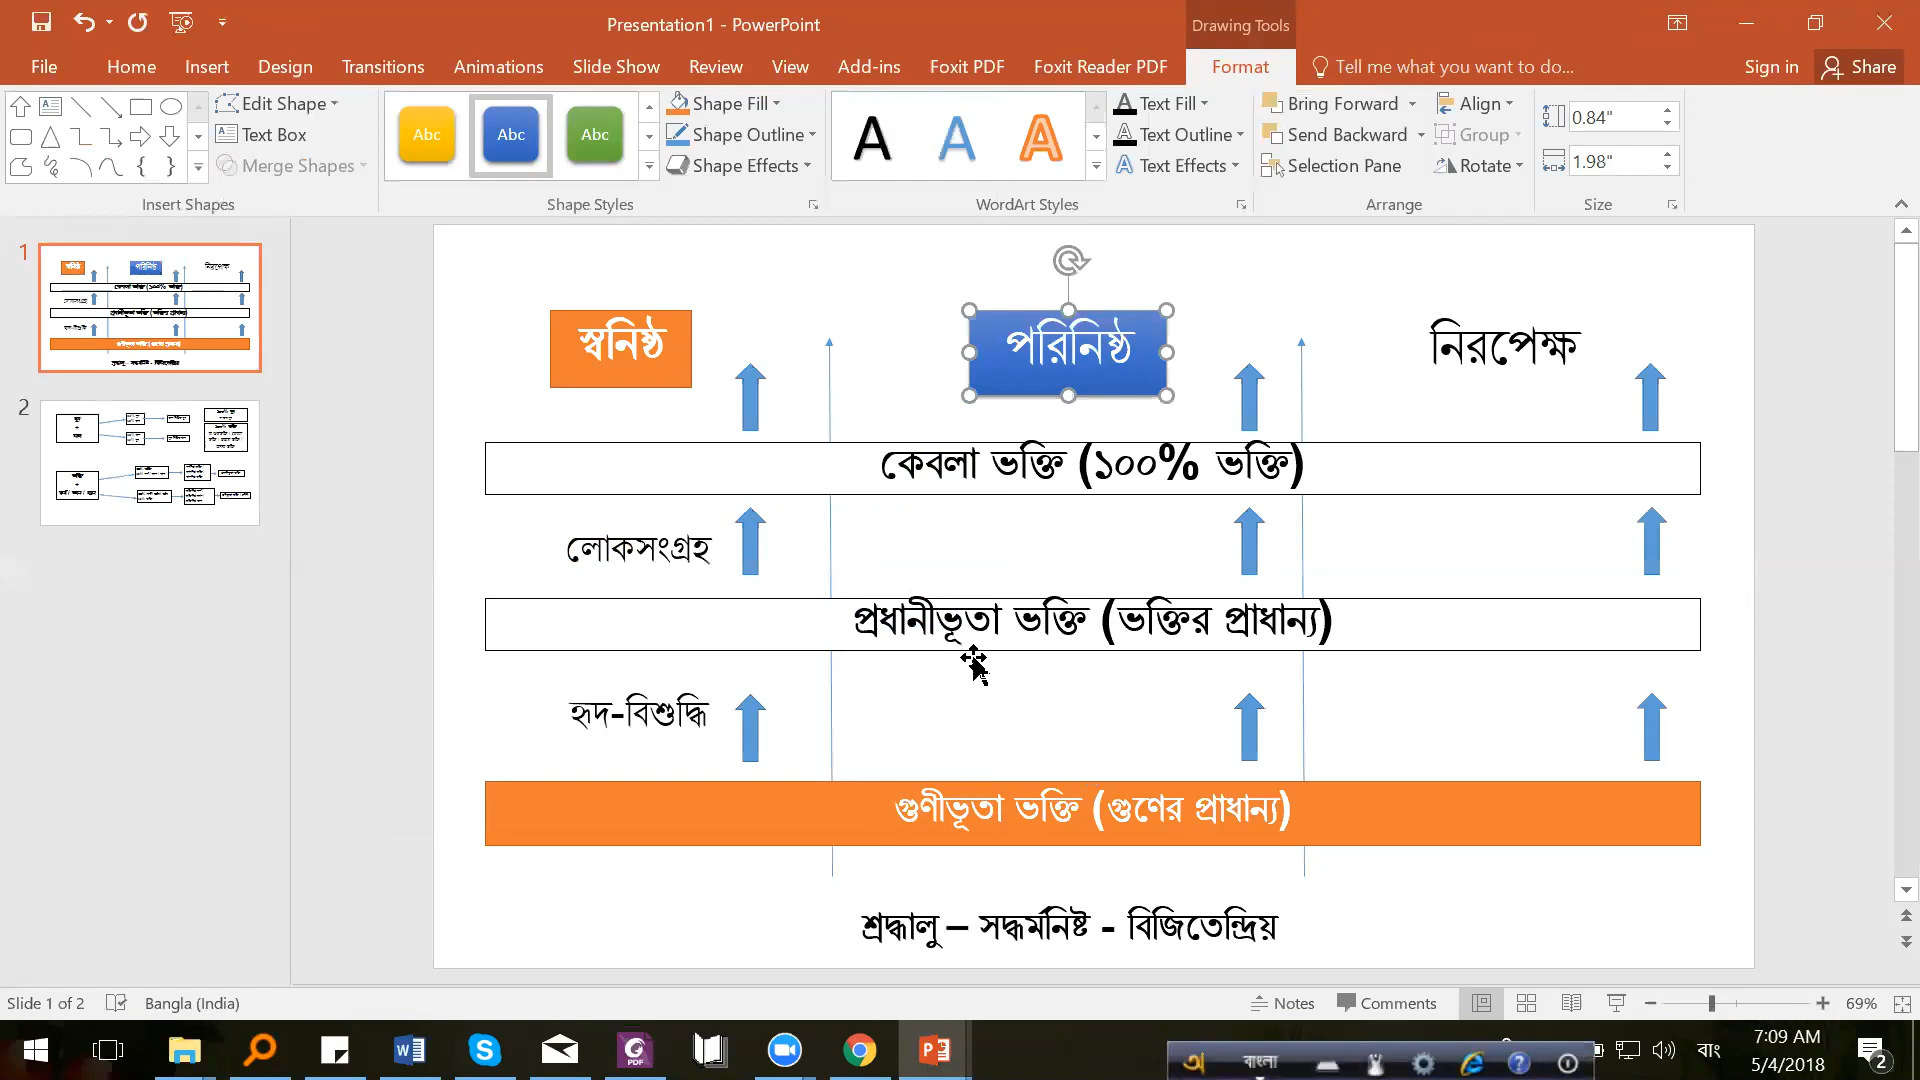 Presentation1 - PowerPoint
Drawing Tools
File Home Insert Design Transitions Animations Slide Show Review View Add-ins Foxit PDF Foxit Reader PDF Format Tell me what you want to do... Sign in Share
Edit Shape
Text Box
Merge Shapes
Insert Shapes
Abc Abc Abc
Shape Fill
Shape Outline
Shape Effects
Shape Styles
A A A
Text Fill
Text Outline
Text Effects
WordArt Styles
Bring Forward
Send Backward
Selection Pane
Align
Group
Rotate
Arrange
0.84"
1.98"
Size
1
2
স্বনিষ্ঠ
পরিনিষ্ঠ
নিরপেক্ষ
কেবলা ভক্তি (১০০% ভক্তি)
লোকসংগ্রহ
প্রধানীভূতা ভক্তি (ভক্তির প্রাধান্য)
হৃদ-বিশুদ্ধি
গুণীভূতা ভক্তি (গুণের প্রাধান্য)
শ্রদ্ধালু – সদ্ধর্মনিষ্ট - বিজিতেন্দ্রিয়
Slide 1 of 2 Bangla (India) Notes Comments 69%
অ বাংলা
বাং
7:09 AM
5/4/2018
2